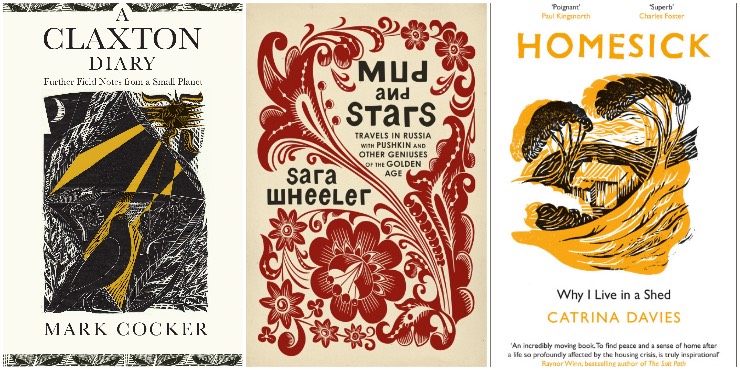 A
CLAXTON
DIARY
Further Field Notes from a Small Planet
MARK COCKER
MuD
and
STARS
TRAVELS IN RUSSIA
WITH PUSHKIN AND
OTHER GENIUSES
OF THE GOLDEN
AGE
SaRa
WHEELER
'Poignant'
Paul Kingsnorth
'Superb'
Charles Foster
HOMESICK
Why I Live in a Shed
CATRINA DAVIES
'An incredibly moving book. To find peace and a sense of home after
a life so profoundly affected by the housing crisis, is truly inspirational'
Raynor Winn, bestselling author of The Salt Path